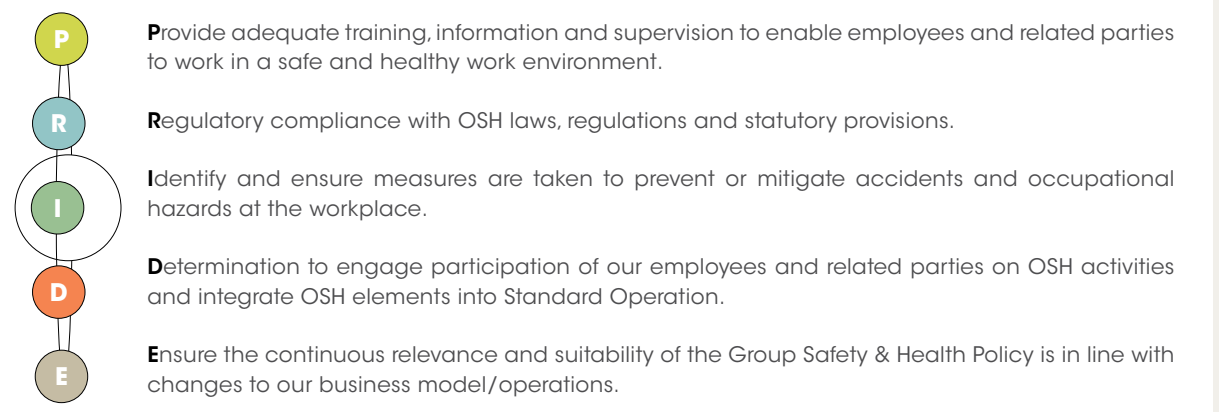 P
Provide adequate training, information and supervision to enable employees and related parties
to work in a safe and healthy work environment.
R
Regulatory compliance with OSH laws, regulations and statutory provisions.
I
Identify and ensure measures are taken to prevent or mitigate accidents and occupational
hazards at the workplace.
D
Determination to engage participation of our employees and related parties on OSH activities
and integrate OSH elements into Standard Operation.
E
Ensure the continuous relevance and suitability of the Group Safety & Health Policy is in line with
changes to our business model/operations.